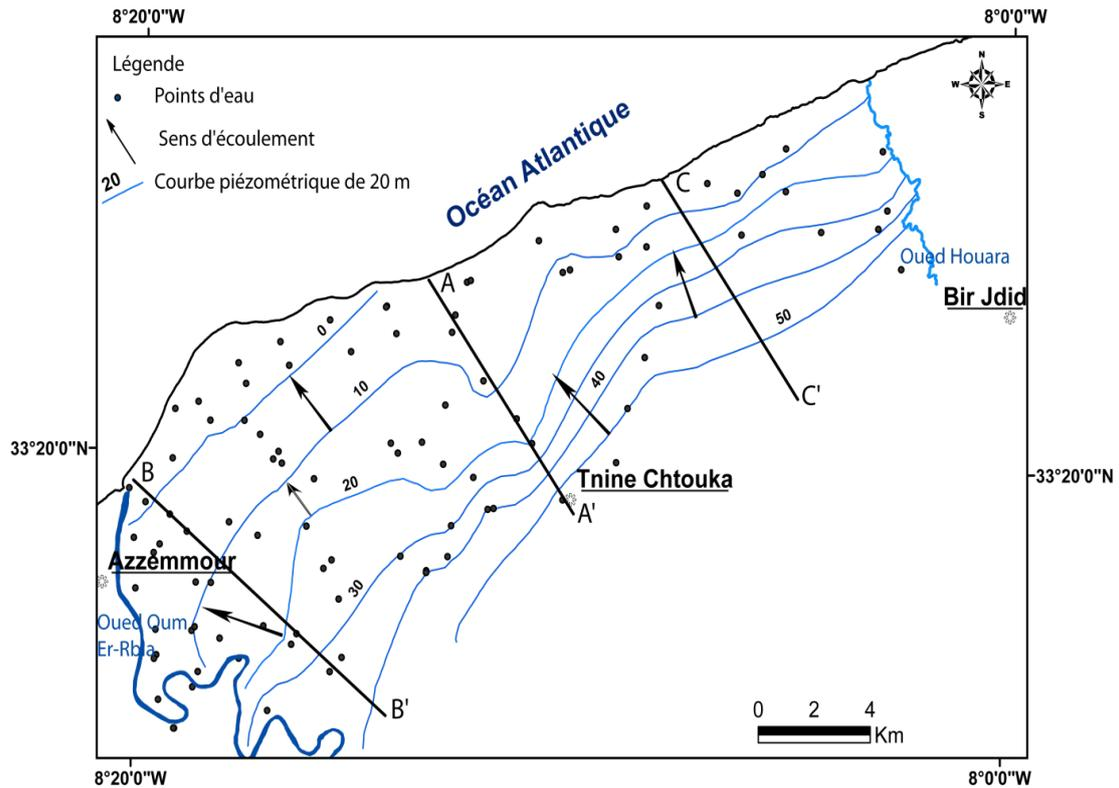 8°20'0"W
8°0'0"W
Légende
Points d'eau
Sens d'écoulement
20
Courbe piézométrique de 20 m
N
W
E
S
Océan Atlantique
C
A
Oued Houara
Bir Jdid
0
50
10
40
C'
33°20'0"N
B
20
Tnine Chtouka
33°20'0"N
A'
Azzemmour
30
Oued Oum
Er-Rbia
B'
0 2 4
Km
8°20'0"W
8°0'0"W